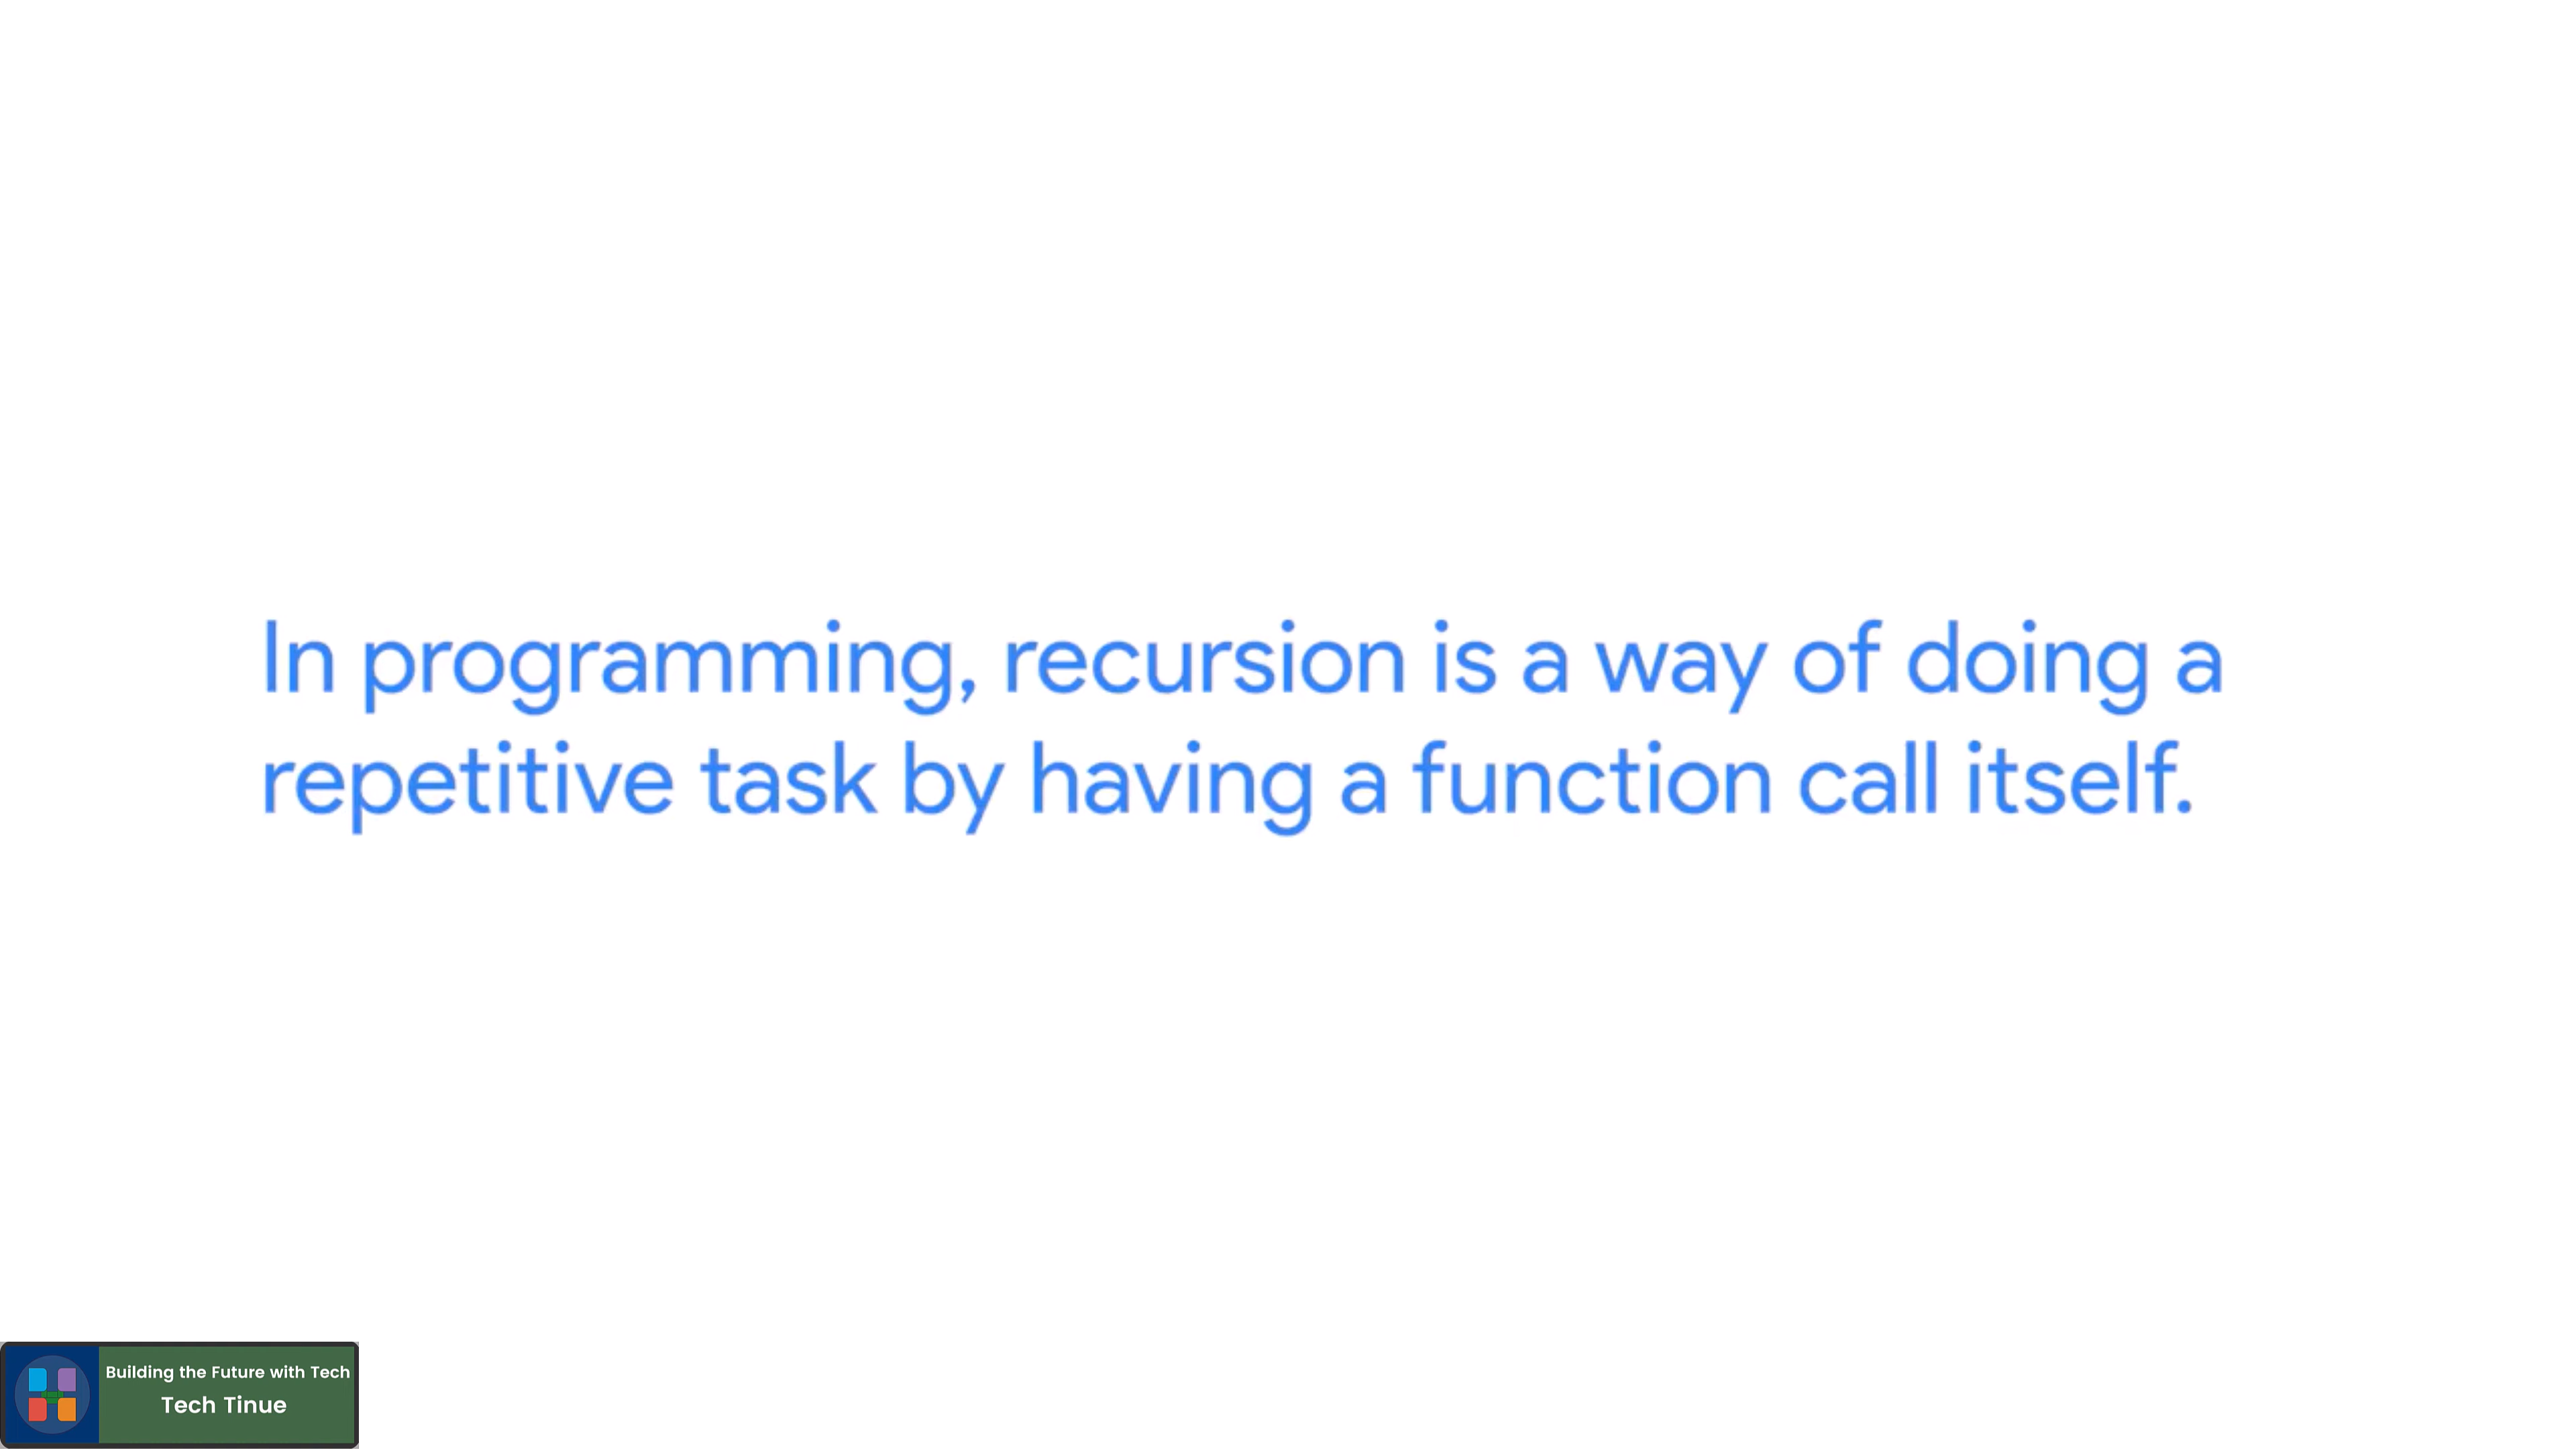 In programming, recursion is a way of doing a
repetitive task by having a function call itself.
Building the Future with Tech
Tech Tinue